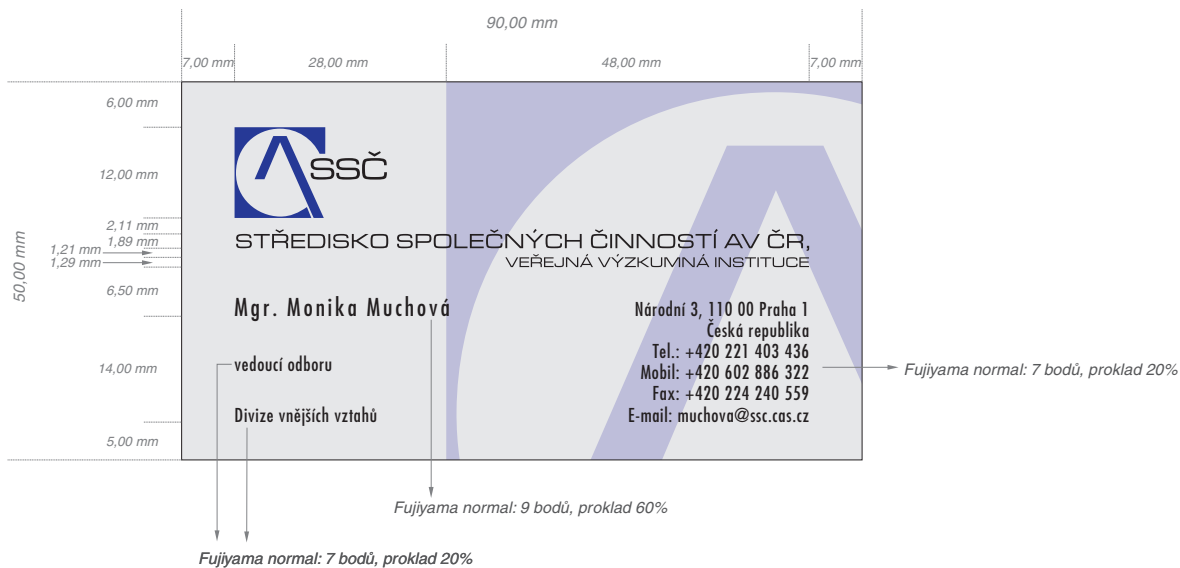 90,00 mm
7,00 mm
28,00 mm
48,00 mm
7,00 mm
50,00 mm
6,00 mm
12,00 mm
2,11 mm
1,89 mm
1,21 mm
1,29 mm
6,50 mm
14,00 mm
5,00 mm
SSČ
STŘEDISKO SPOLEČNÝCH ČINNOSTÍ AV ČR,
VEŘEJNÁ VÝZKUMNÁ INSTITUCE
Mgr. Monika Muchová
vedoucí odboru
Divize vnějších vztahů
Národní 3, 110 00 Praha 1
Česká republika
Tel.: +420 221 403 436
Mobil: +420 602 886 322
Fax: +420 224 240 559
E-mail: muchova@ssc.cas.cz
Fujiyama normal: 7 bodů, proklad 20%
Fujiyama normal: 9 bodů, proklad 60%
Fujiyama normal: 7 bodů, proklad 20%